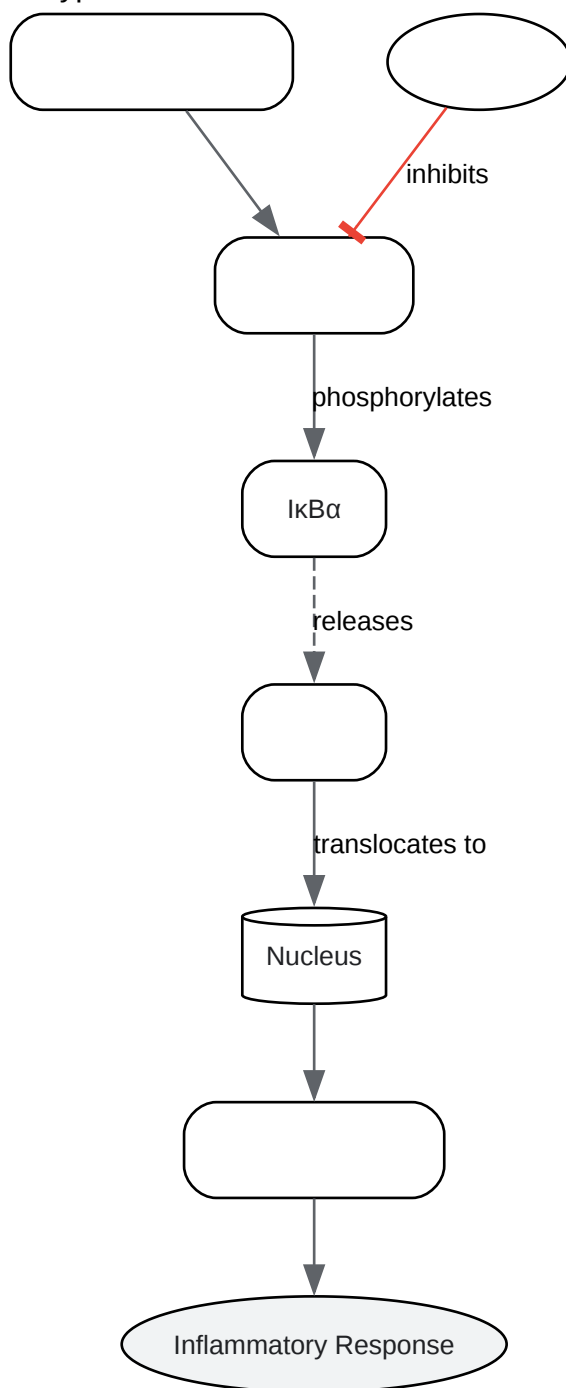 inhibits
phosphorylates
IκBα
releases
translocates to
Nucleus
Inflammatory Response